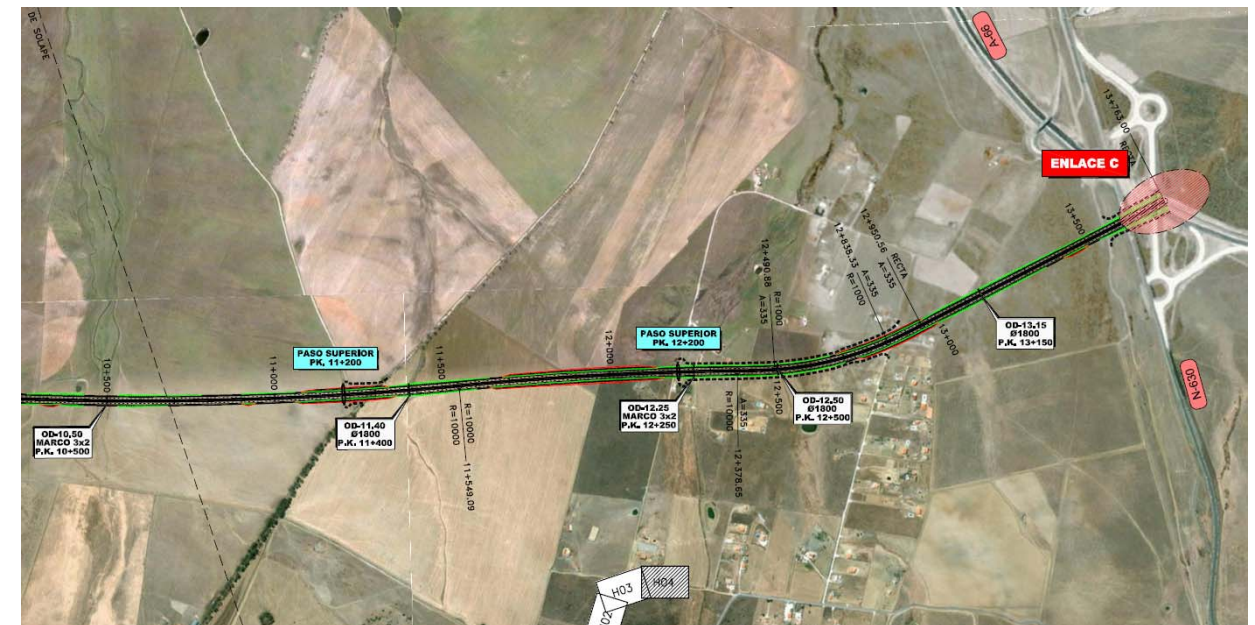 DE SOLAPE
A-66
13+763.00
RECTA
ENLACE C
13+500
12+950.56 RECTA
A=335
12+838.33 A=335
R=1000
12+490.88 R=1000
A=335
OD-13.15
Ø1800
P.K. 13+150
13+000
PASO SUPERIOR
PK. 12+200
12+000
PASO SUPERIOR
PK. 11+200
11+500
11+000
10+500
OD-10,50
MARCO 3x2
P.K. 10+500
OD-11,40
Ø1800
P.K. 11+400
R=10000
R=10000
11+549.09
OD-12.25
MARCO 3x2
P.K. 12+250
A=335
R=10000
12+378.65
12+500
OD-12.50
Ø1800
P.K. 12+500
N-630
H03
H04